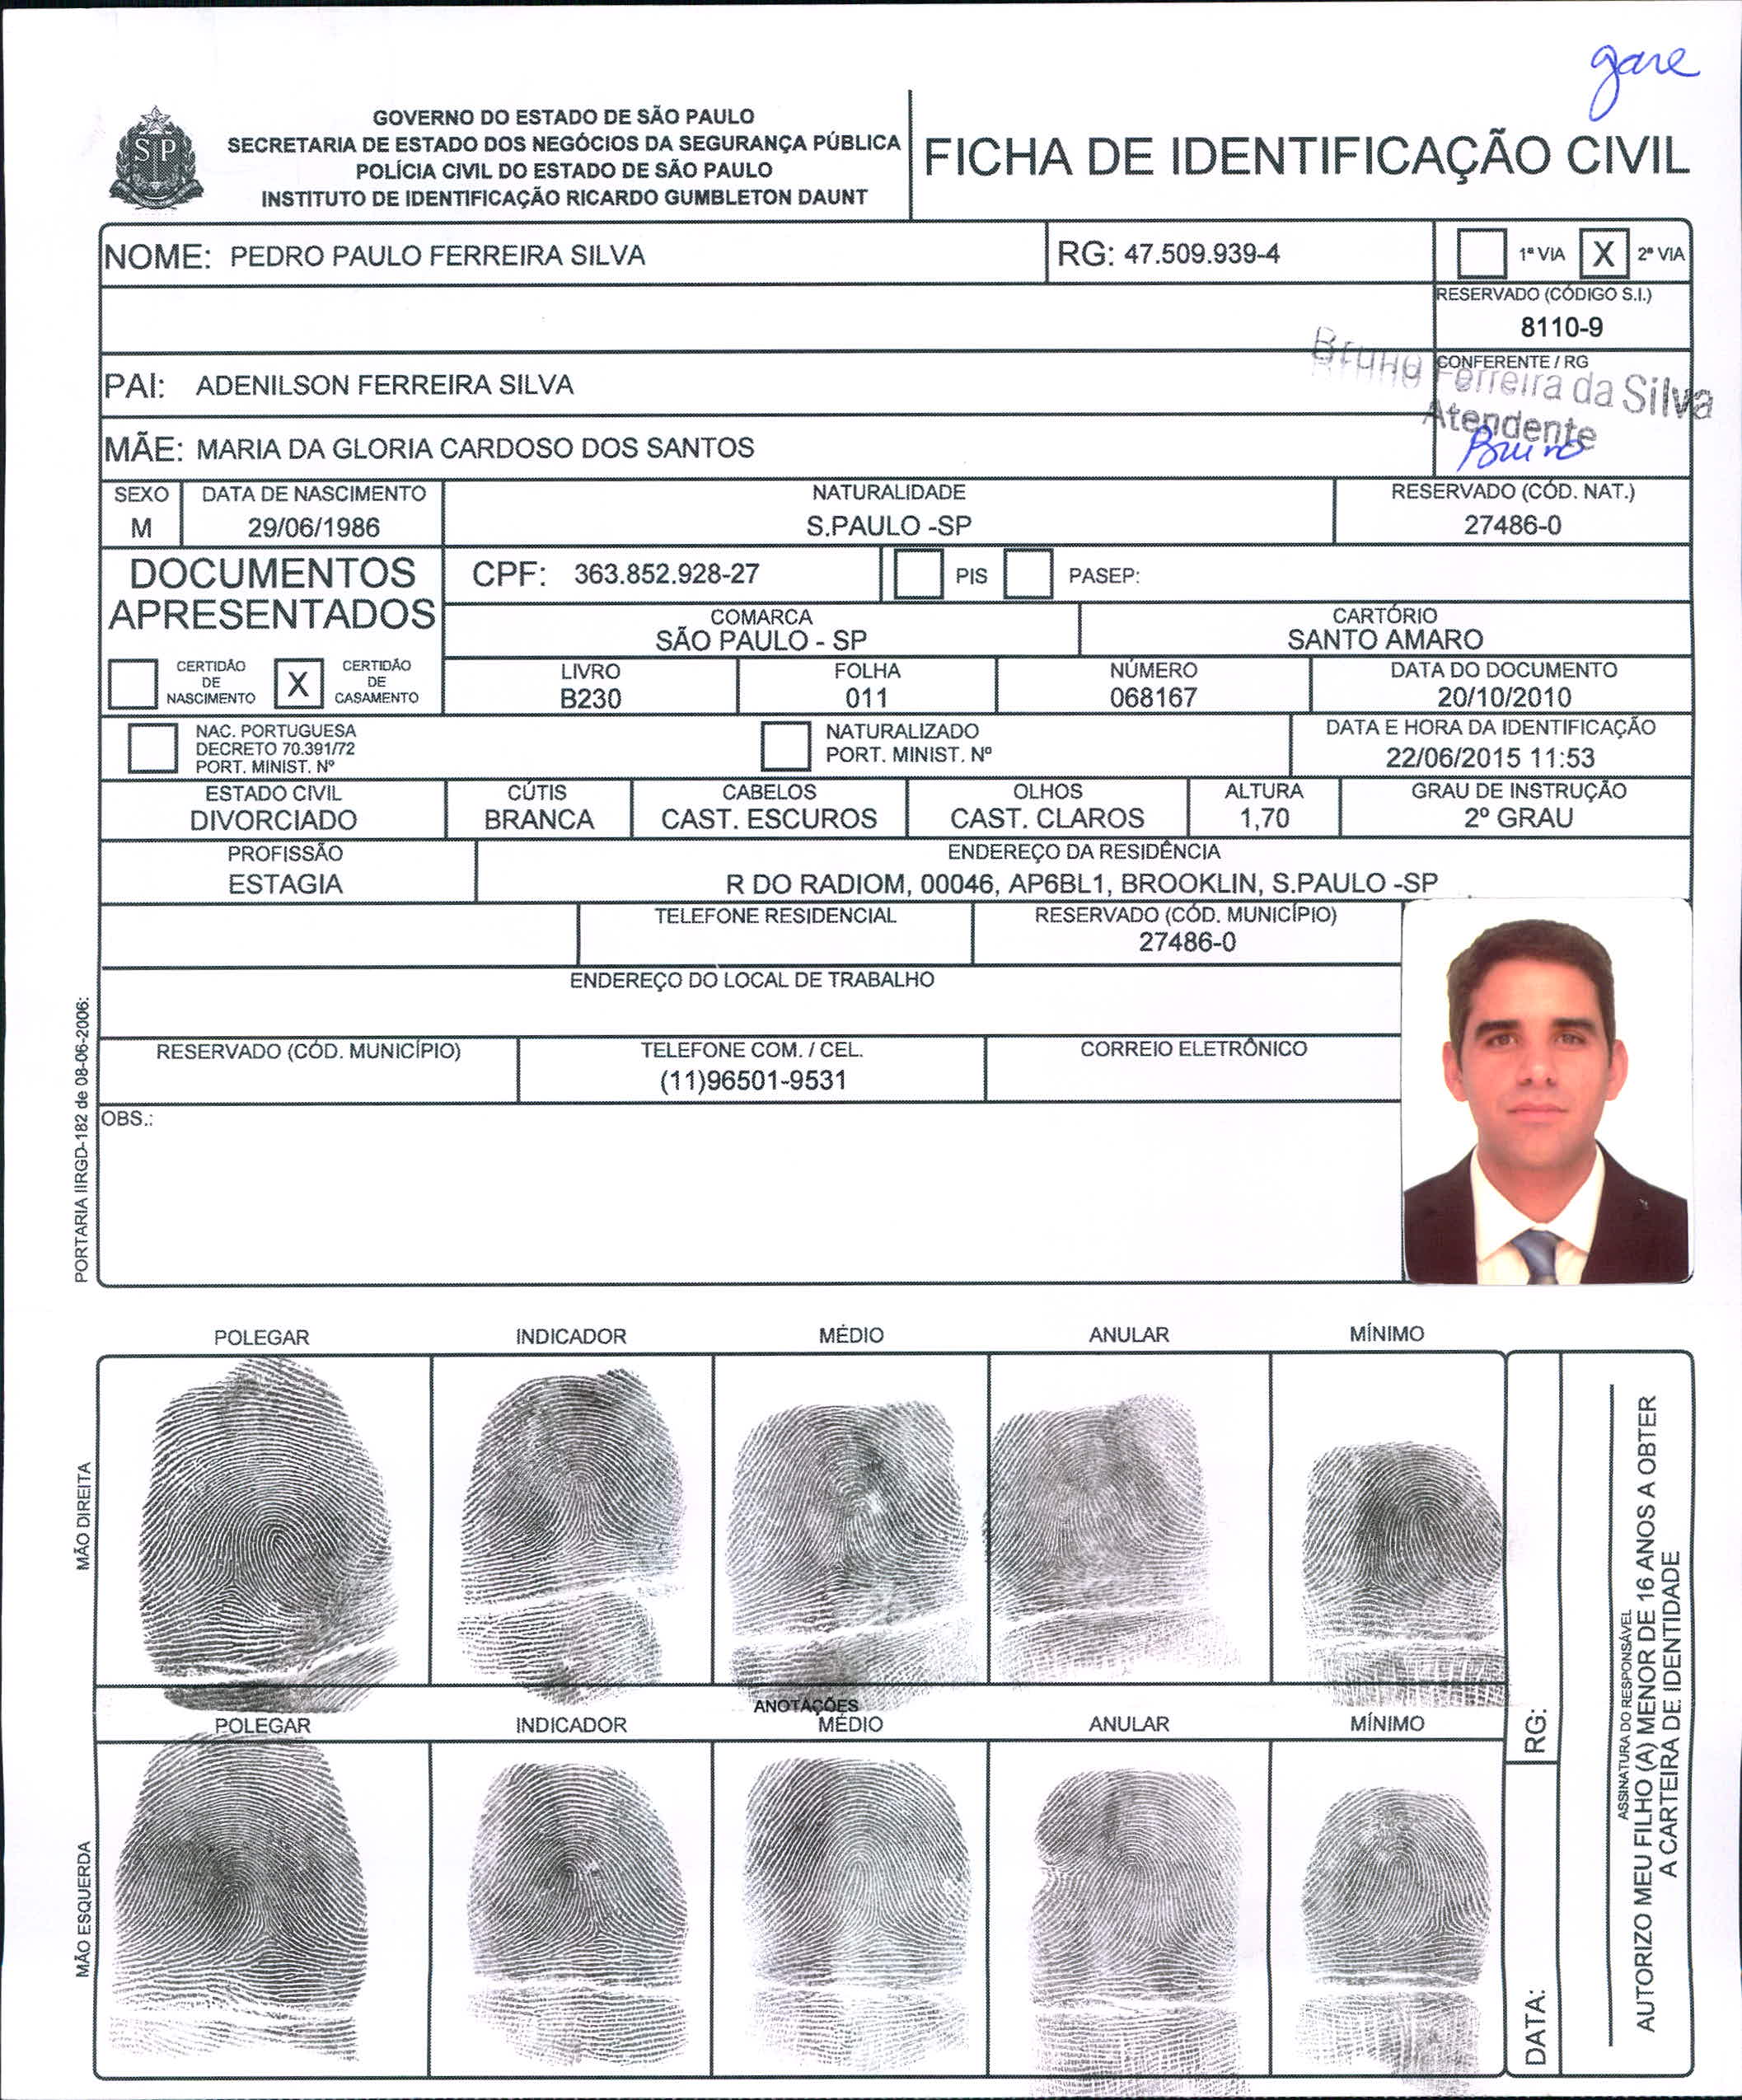 gare
GOVERNO DO ESTADO DE SÃO PAULO
SECRETARIA DE ESTADO DOS NEGÓCIOS DA SEGURANÇA PÚBLICA
POLÍCIA CIVIL DO ESTADO DE SÃO PAULO
INSTITUTO DE IDENTIFICAÇÃO RICARDO GUMBLETON DAUNT
SP
FICHA DE IDENTIFICAÇÃO CIVIL
NOME: PEDRO PAULO FERREIRA SILVA
RG: 47.509.939-4
1ª VIA X 2ª VIA
RESERVADO (CÓDIGO S.I.)
8110-9
PAI: ADENILSON FERREIRA SILVA
CONFERENTE / RG
Bruno Ferreira da Silva
Atendente
Bruno
MÃE: MARIA DA GLORIA CARDOSO DOS SANTOS
SEXO DATA DE NASCIMENTO NATURALIDADE RESERVADO (CÓD. NAT.)
M 29/06/1986 S.PAULO -SP 27486-0
DOCUMENTOS
APRESENTADOS
CPF: 363.852.928-27 PIS PASEP:
COMARCA CARTÓRIO
SÃO PAULO - SP SANTO AMARO
CERTIDÃO
DE
NASCIMENTO
X
CERTIDÃO
DE
CASAMENTO
LIVRO FOLHA NÚMERO DATA DO DOCUMENTO
B230 011 068167 20/10/2010
NAC. PORTUGUESA
DECRETO 70.391/72
PORT. MINIST. Nº
NATURALIZADO
PORT. MINIST. Nº
DATA E HORA DA IDENTIFICAÇÃO
22/06/2015 11:53
ESTADO CIVIL CÚTIS CABELOS OLHOS ALTURA GRAU DE INSTRUÇÃO
DIVORCIADO BRANCA CAST. ESCUROS CAST. CLAROS 1,70 2º GRAU
PROFISSÃO ENDEREÇO DA RESIDÊNCIA
ESTAGIA R DO RADIOM, 00046, AP6BL1, BROOKLIN, S.PAULO -SP
TELEFONE RESIDENCIAL RESERVADO (CÓD. MUNICÍPIO)
27486-0
ENDEREÇO DO LOCAL DE TRABALHO
RESERVADO (CÓD. MUNICÍPIO) TELEFONE COM. / CEL. CORREIO ELETRÔNICO
(11)96501-9531
OBS.:
PORTARIA IIRGD-182 de 08-06-2006:
POLEGAR INDICADOR MÉDIO ANULAR MÍNIMO
MÃO DIREITA
ANOTAÇÕES
POLEGAR INDICADOR MÉDIO ANULAR MÍNIMO
MÃO ESQUERDA
RG:
DATA:
ASSINATURA DO RESPONSÁVEL
AUTORIZO MEU FILHO (A) MENOR DE 16 ANOS A OBTER
A CARTEIRA DE IDENTIDADE